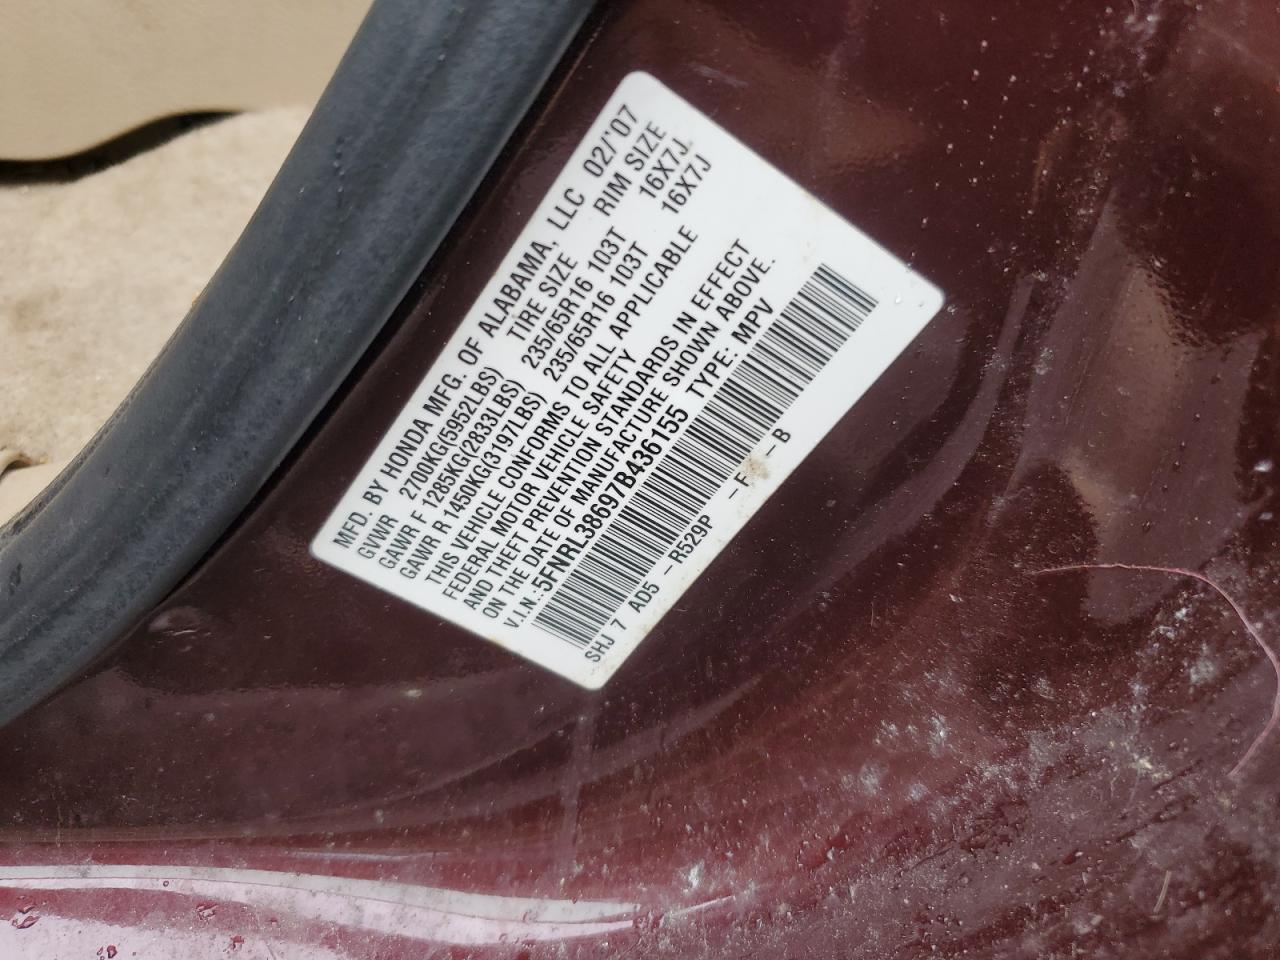 MFD. BY HONDA MFG. OF ALABAMA, LLC 02/'07
GVWR 2700KG(5952LBS) TIRE SIZE RIM SIZE
GAWR F 1285KG(2833LBS) 235/65R16 103T 16X7J
GAWR R 1450KG(3197LBS) 235/65R16 103T 16X7J
THIS VEHICLE CONFORMS TO ALL APPLICABLE
FEDERAL MOTOR VEHICLE SAFETY
AND THEFT PREVENTION STANDARDS IN EFFECT
ON THE DATE OF MANUFACTURE SHOWN ABOVE.
V.I.N.:5FNRL38697B436155 TYPE: MPV
SHJ 7 AD5 -R529P -F -B